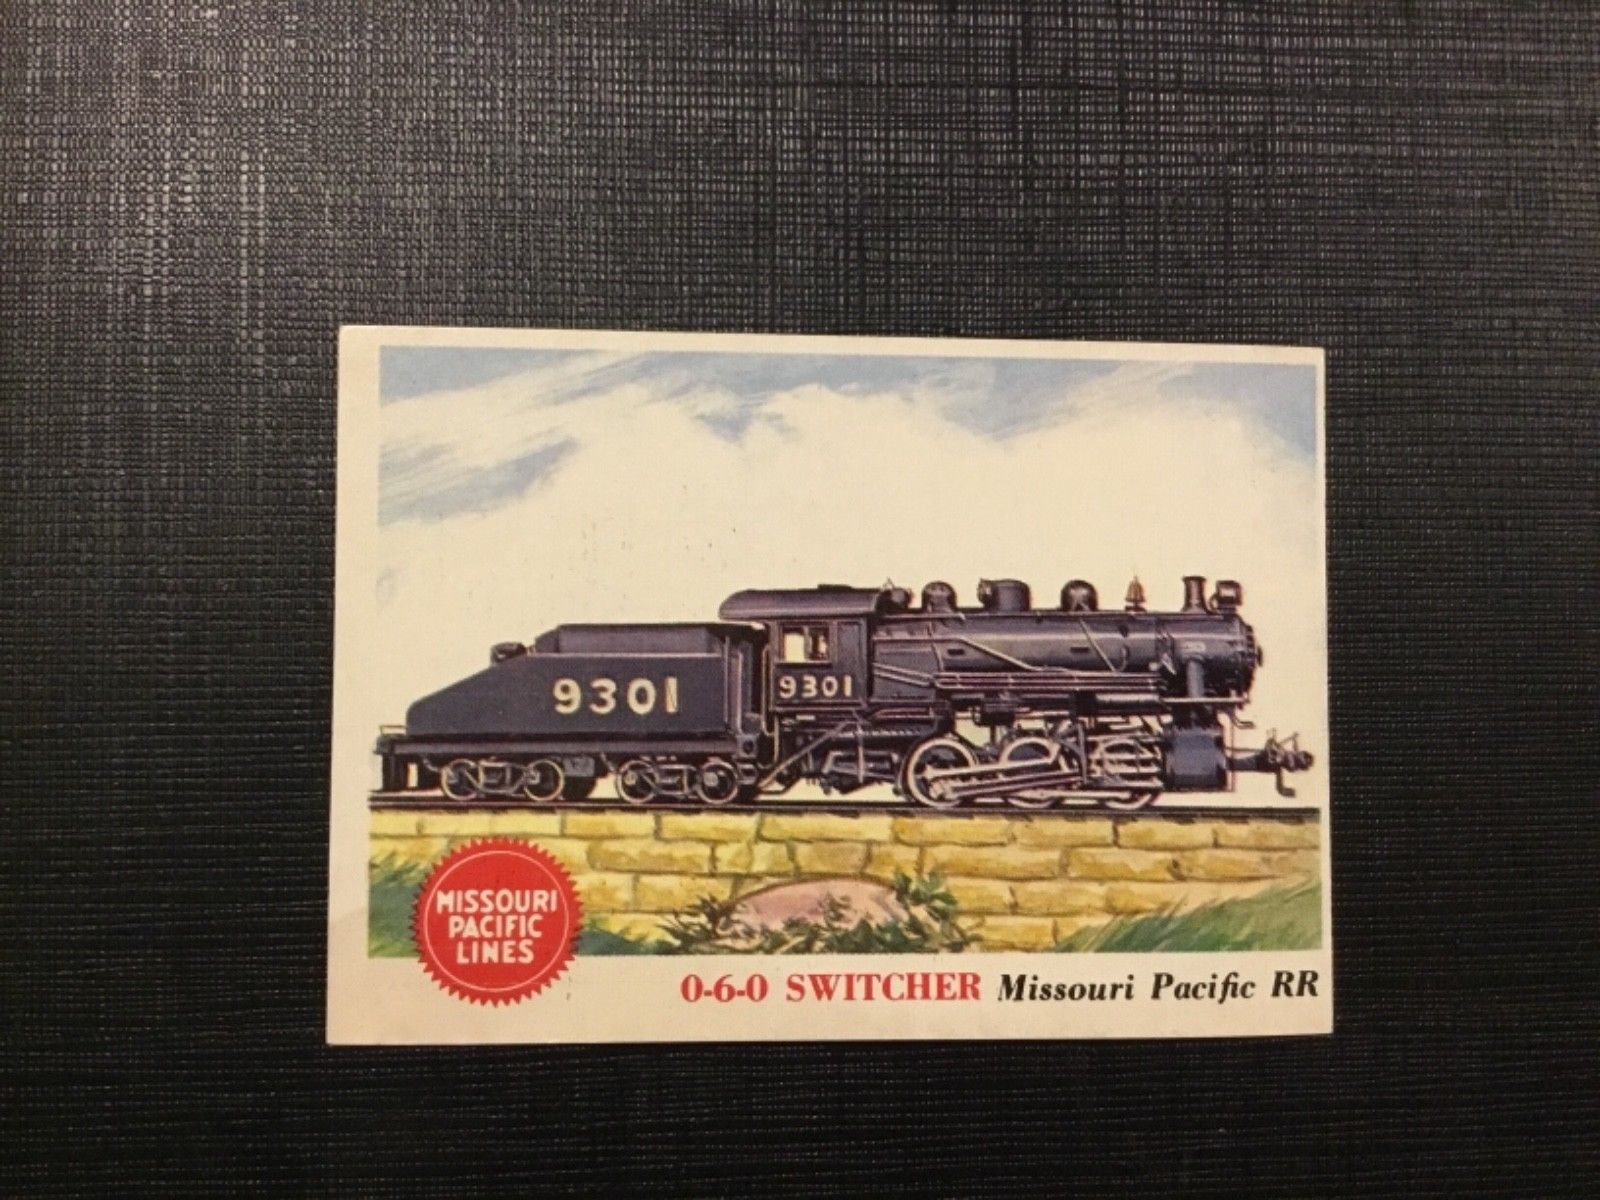 9301
9301
MISSOURI
PACIFIC
LINES
0-6-0 SWITCHER Missouri Pacific RR